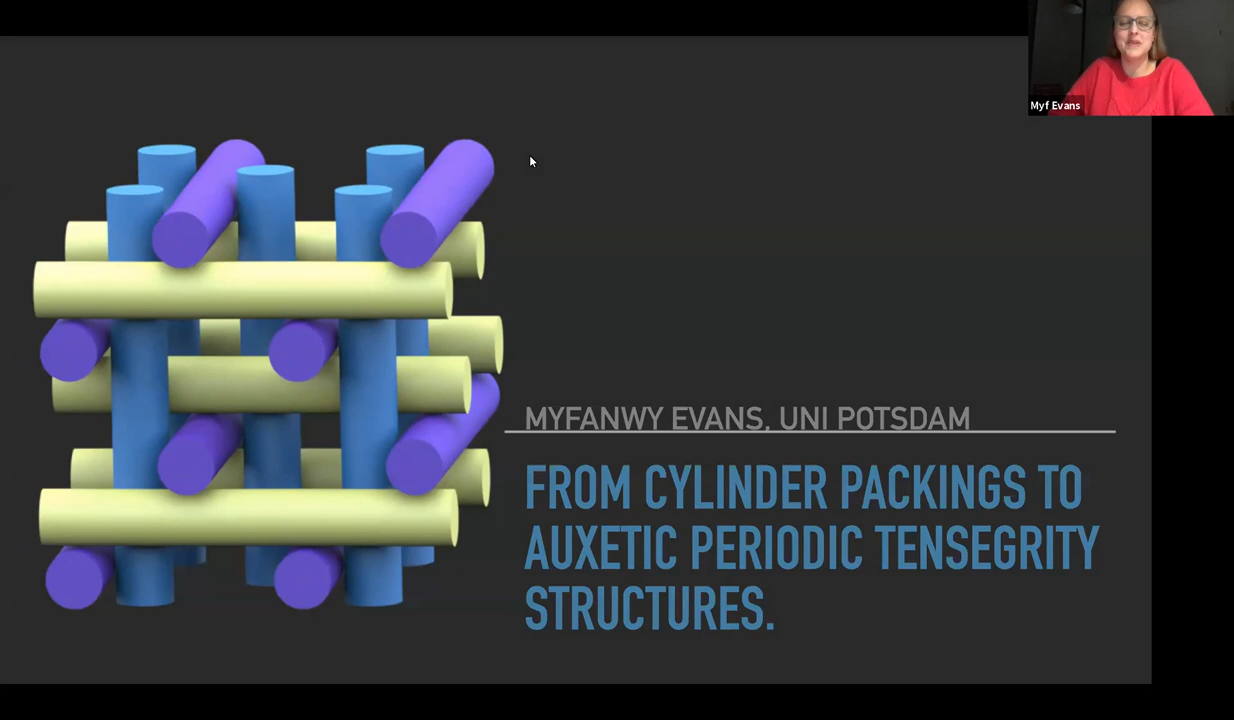 Myf Evans
MYFANWY EVANS, UNI POTSDAM
FROM CYLINDER PACKINGS TO
AUXETIC PERIODIC TENSEGRITY
STRUCTURES.